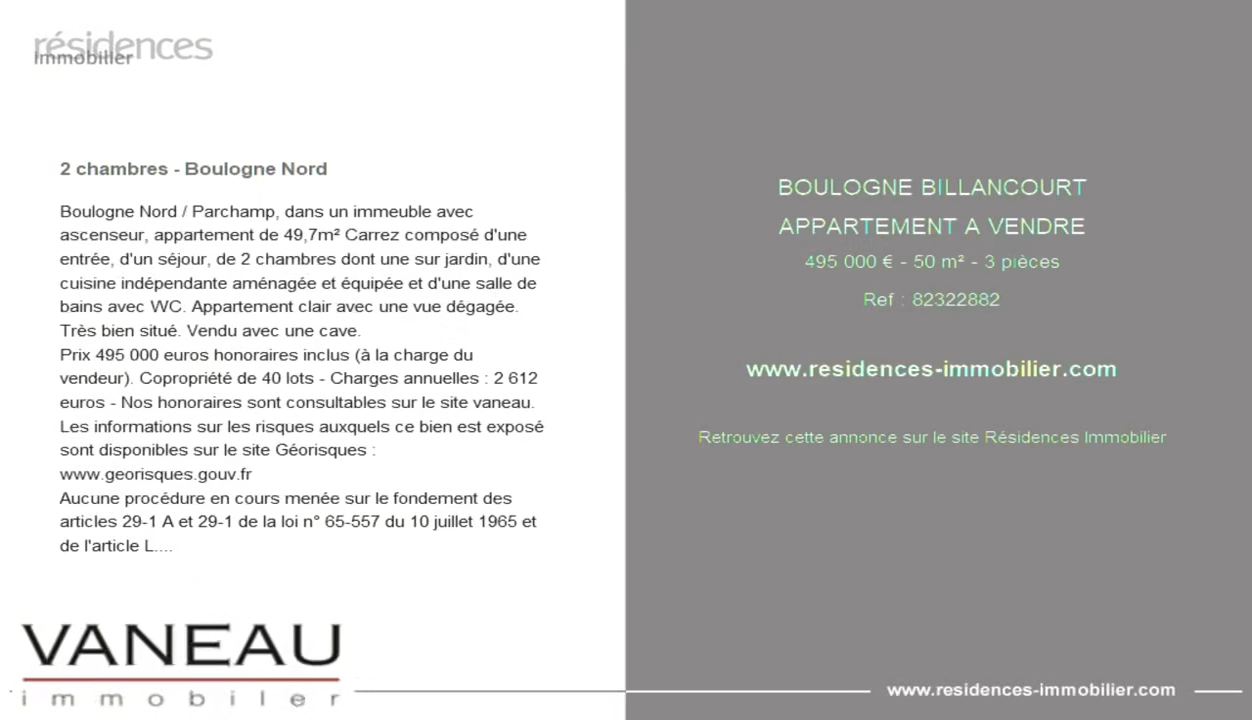 résidences
immobilier
2 chambres - Boulogne Nord
Boulogne Nord / Parchamp, dans un immeuble avec
ascenseur, appartement de 49,7m² Carrez composé d'une
entrée, d'un séjour, de 2 chambres dont une sur jardin, d'une
cuisine indépendante aménagée et équipée et d'une salle de
bains avec WC. Appartement clair avec une vue dégagée.
Très bien situé. Vendu avec une cave.
Prix 495 000 euros honoraires inclus (à la charge du
vendeur). Copropriété de 40 lots - Charges annuelles : 2 612
euros - Nos honoraires sont consultables sur le site vaneau.
Les informations sur les risques auxquels ce bien est exposé
sont disponibles sur le site Géorisques :
www.georisques.gouv.fr
Aucune procédure en cours menée sur le fondement des
articles 29-1 A et 29-1 de la loi n° 65-557 du 10 juillet 1965 et
de l'article L....
VANEAU
immobiler
BOULOGNE BILLANCOURT
APPARTEMENT A VENDRE
495 000 € - 50 m² - 3 pièces
Ref : 82322882
www.residences-immobilier.com
Retrouvez cette annonce sur le site Résidences Immobilier
www.residences-immobilier.com